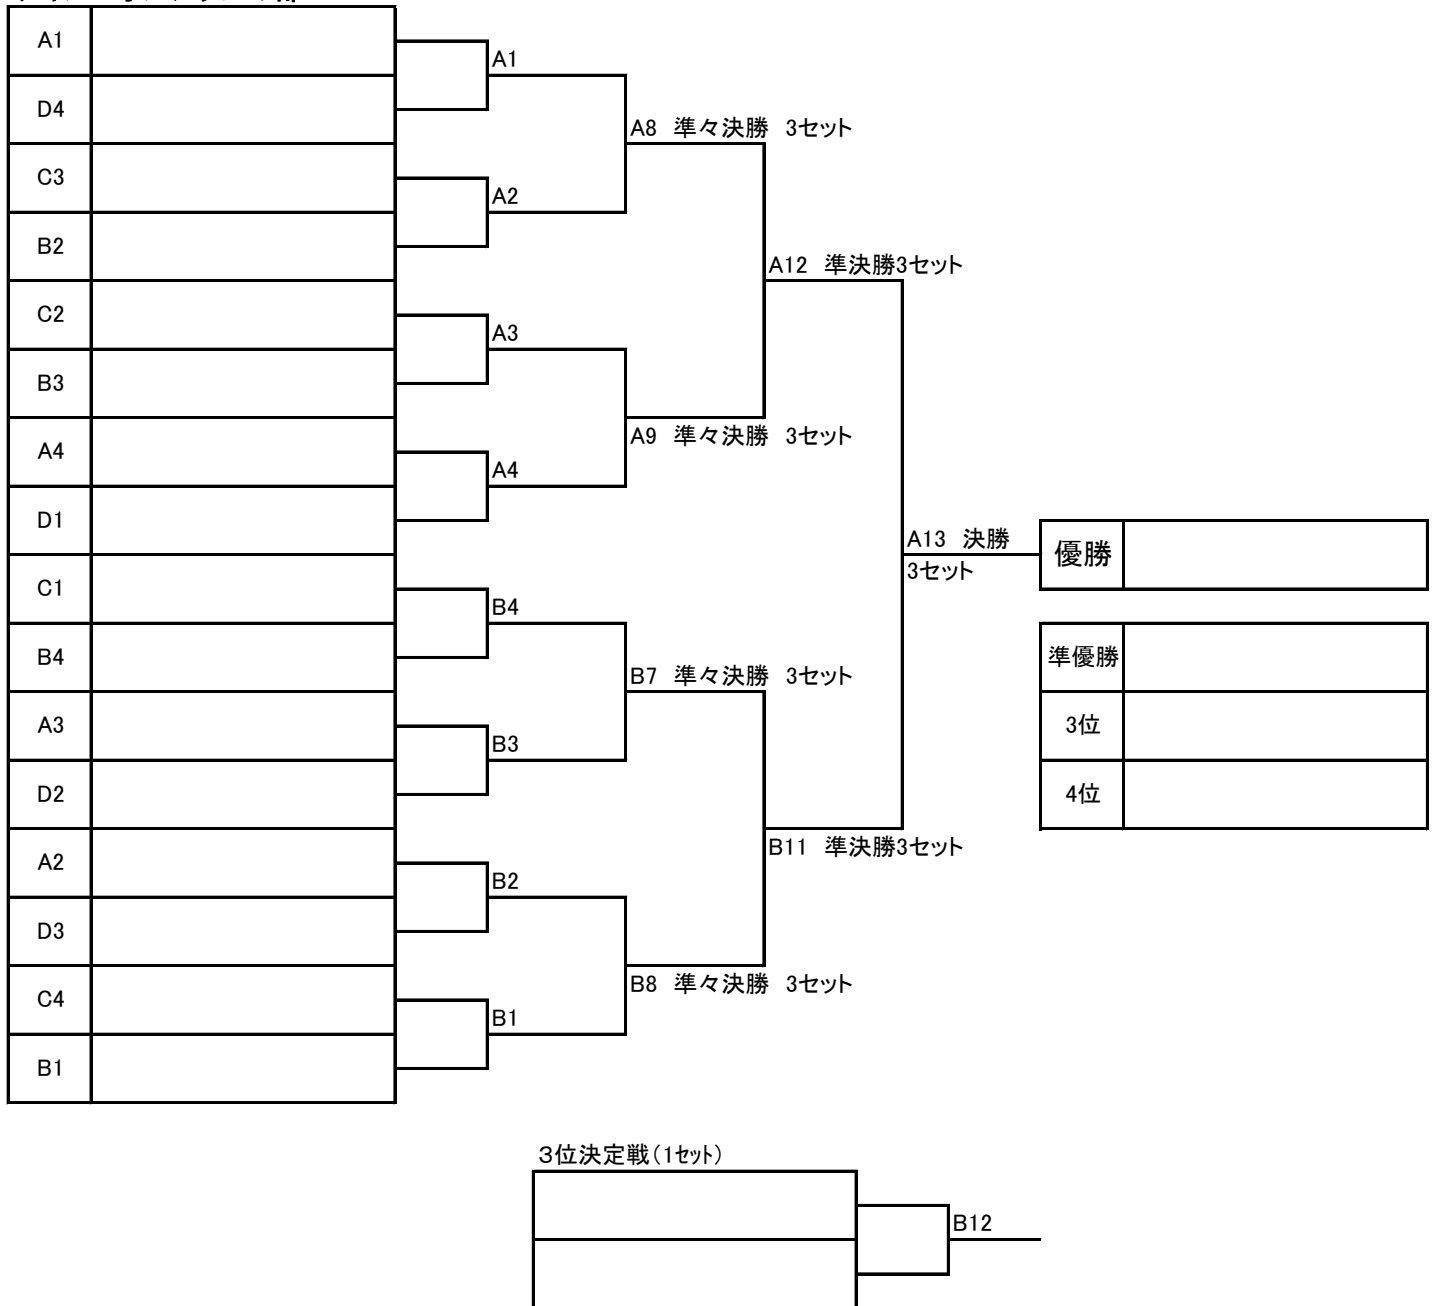 A1
D4
C3
B2
C2
B3
A4
D1
C1
B4
A3
D2
A2
D3
C4
B1
A1
A2
A3
A4
B4
B3
B2
B1
A8 準々決勝 3セット
A9 準々決勝 3セット
B7 準々決勝 3セット
B8 準々決勝 3セット
A12 準決勝3セット
B11 準決勝3セット
A13 決勝
3セット
優勝
準優勝
3位
4位
3位決定戦(1セット)
B12